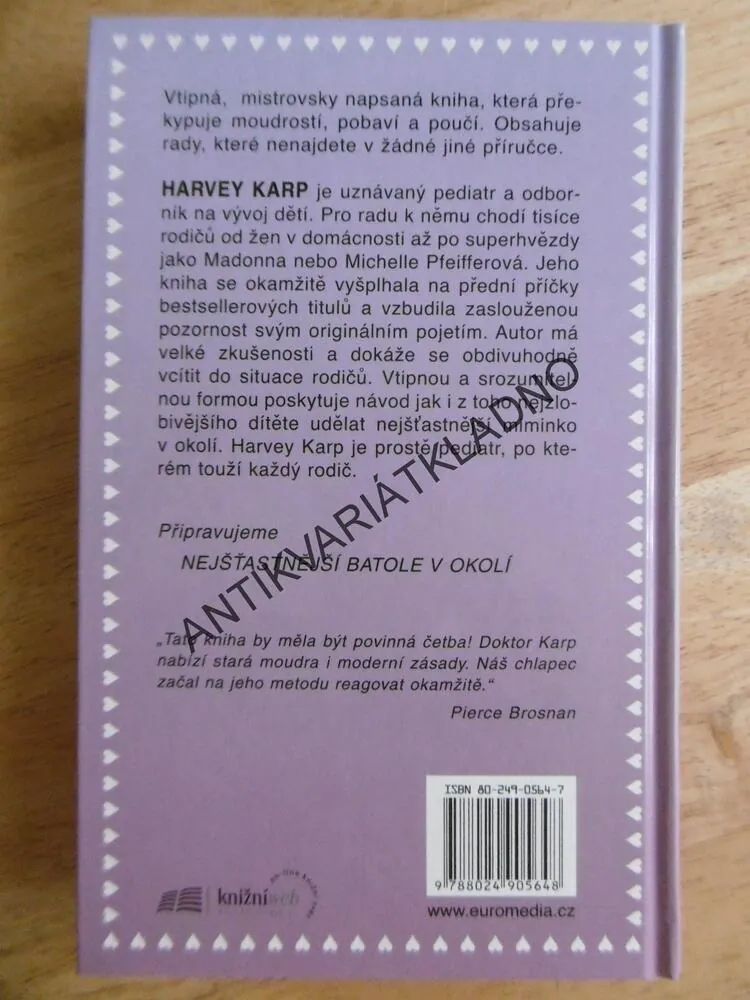 Vtipná, mistrovsky napsaná kniha, která pře-
kypuje moudrostí, pobaví a poučí. Obsahuje
rady, které nenajdete v žádné jiné příručce.
HARVEY KARP je uznávaný pediatr a odbor-
ník na vývoj dětí. Pro radu k němu chodí tisíce
rodičů od žen v domácnosti až po superhvězdy
jako Madonna nebo Michelle Pfeifferová. Jeho
kniha se okamžitě vyšplhala na přední příčky
bestsellerových titulů a vzbudila zaslouženou
pozornost svým originálním pojetím. Autor má
velké zkušenosti a dokáže se obdivuhodně
vcítit do situace rodičů. Vtipnou a srozumitel-
nou formou poskytuje návod jak i z toho nejzlo-
bivějšího dítěte udělat nejšťastnější miminko
v okolí. Harvey Karp je prostě pediatr, po kte-
rém touží každý rodič.
ANTIKVARIÁTKLADNO
Připravujeme
NEJŠŤASTNĚJŠÍ BATOLE V OKOLÍ
„Tato kniha by měla být povinná četba! Doktor Karp
nabízí stará moudra i moderní zásady. Náš chlapec
začal na jeho metodu reagovat okamžitě.“
Pierce Brosnan
ISBN 80-249-0564-7
9 788024 905648
www.euromedia.cz
knižníweb